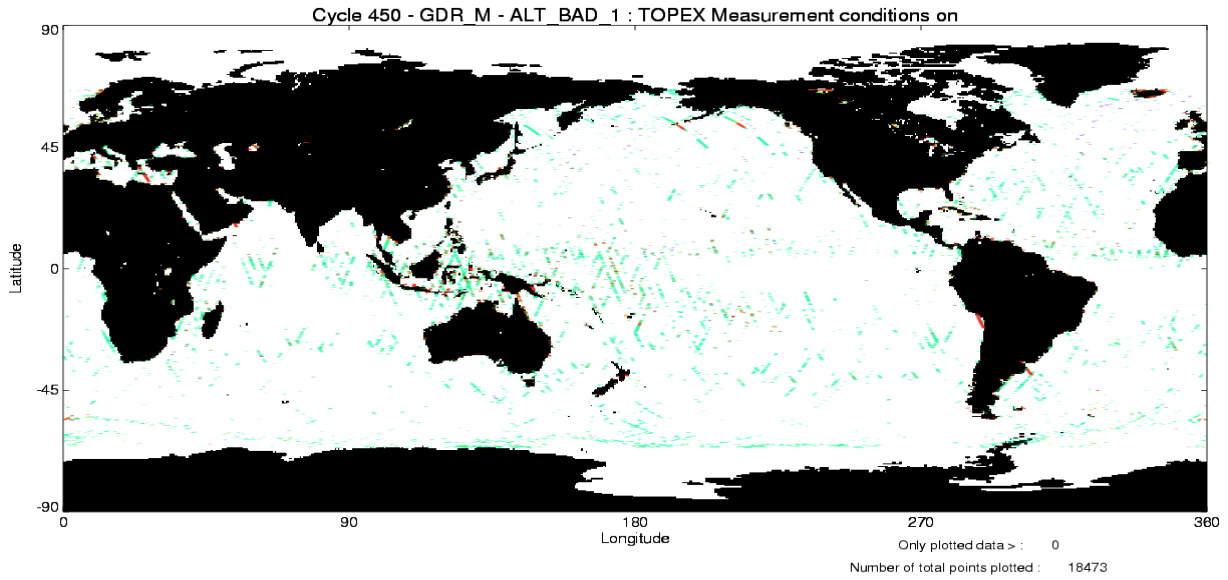 Cycle 450 - GDR_M - ALT_BAD_1 : TOPEX Measurement conditions on
90
45
0
-45
-90
Latitude
0 90 180 270 360
Longitude
Only plotted data > : 0
Number of total points plotted : 18473